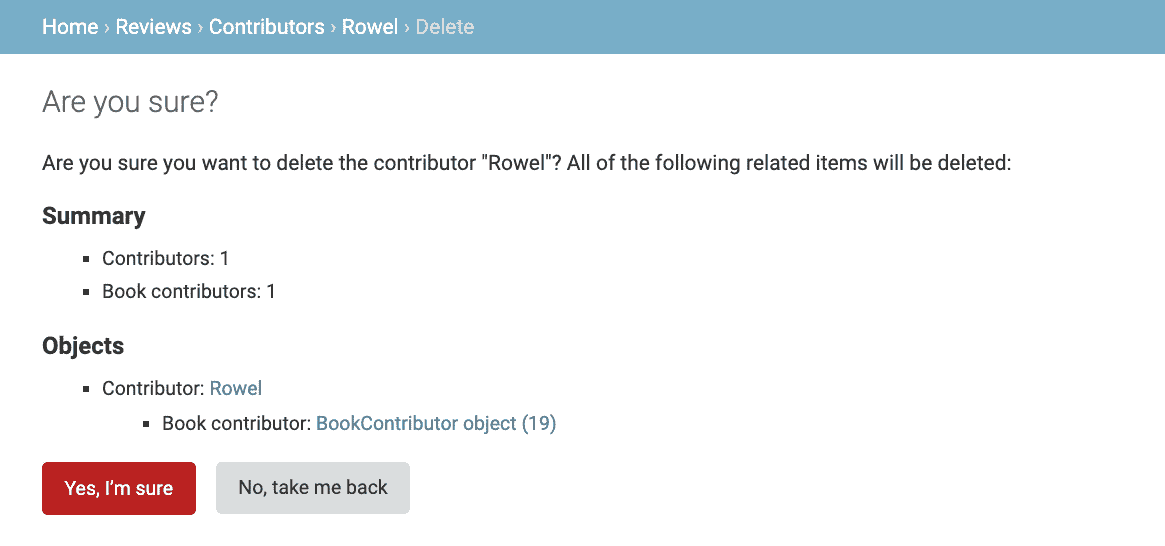 Home › Reviews › Contributors › Rowel › Delete
Are you sure?
Are you sure you want to delete the contributor "Rowel"? All of the following related items will be deleted:
Summary
Contributors: 1
Book contributors: 1
Objects
Contributor: Rowel
Book contributor: BookContributor object (19)
Yes, I’m sure No, take me back